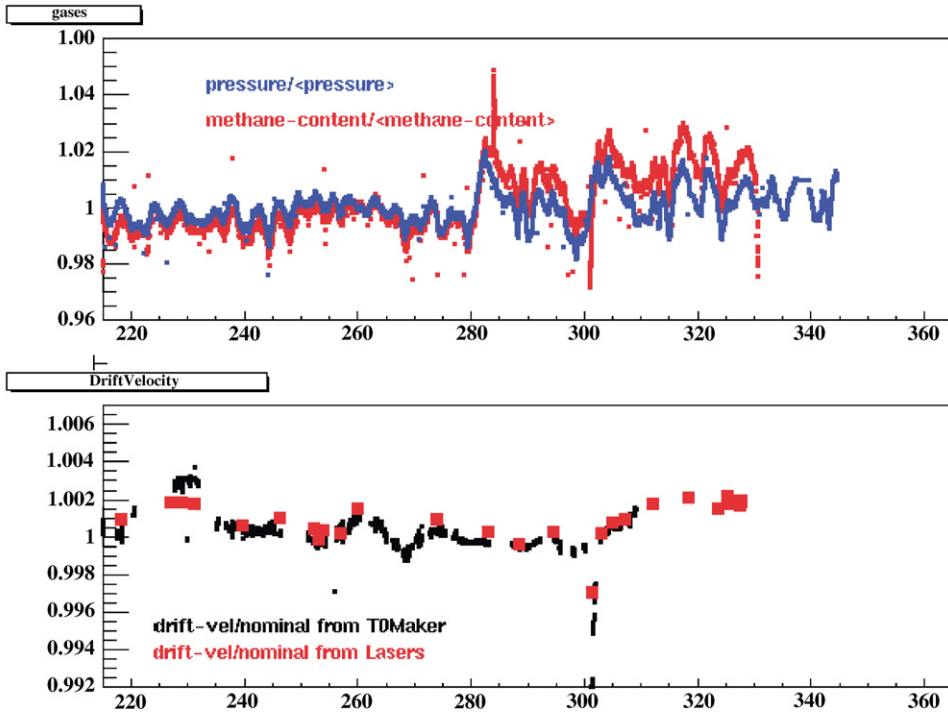 gases
1.00
1.04
pressure/<pressure>
methane-content/<methane-content>
1.02
1
0.98
0.96
220 240 260 280 300 320 340 360
DriftVelocity
1.006
1.004
1.002
1
0.998
0.996
drift-vel/nominal from T0Maker
0.994
drift-vel/nominal from Lasers
0.992
220 240 260 280 300 320 340 360